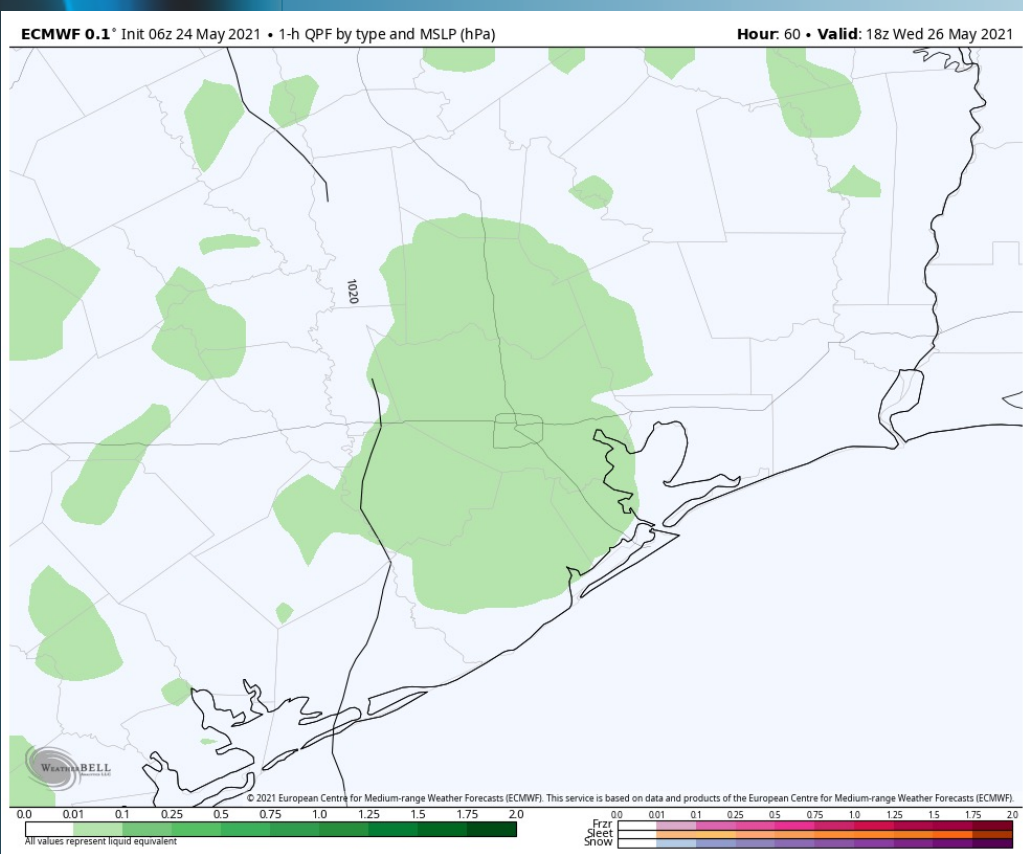 ECMWF 0.1° Init 06z 24 May 2021 • 1-h QPF by type and MSLP (hPa)
Hour: 60 • Valid: 18z Wed 26 May 2021
1020
WEATHERBELL
© 2021 European Centre for Medium-range Weather Forecasts (ECMWF). This service is based on data and products of the European Centre for Medium-range Weather Forecasts (ECMWF).
0.0 0.01 0.1 0.25 0.5 0.75 1.0 1.25 1.5 1.75 2.0
All values represent liquid equivalent
0.0 0.01 0.1 0.25 0.5 0.75 1.0 1.25 1.50 1.75 2.0
Frzr
Sleet
Snow